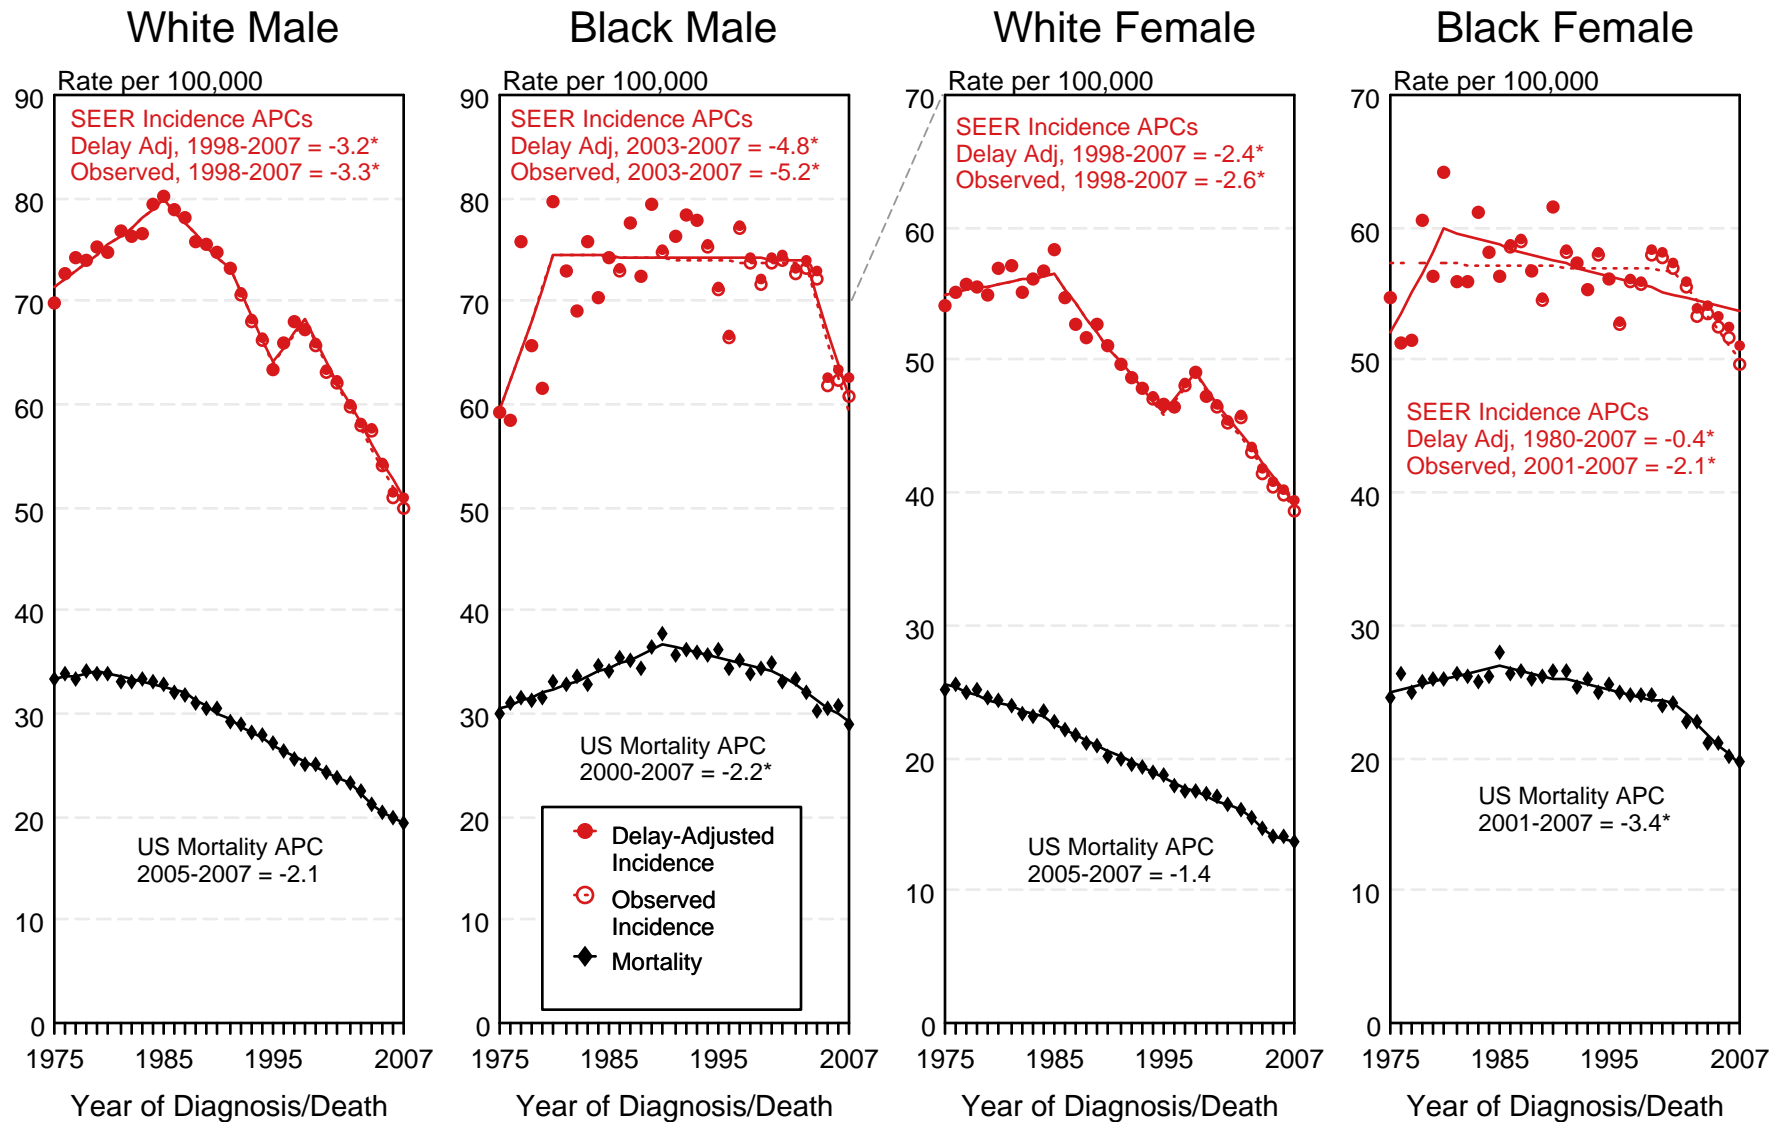 White Male
Rate per 100,000
90
80
70
60
50
40
30
20
10
0
SEER Incidence APCs
Delay Adj, 1998-2007 = -3.2*
Observed, 1998-2007 = -3.3*
US Mortality APC
2005-2007 = -2.1
1975 1985 1995 2007
Year of Diagnosis/Death
Black Male
Rate per 100,000
90
80
70
60
50
40
30
20
10
0
SEER Incidence APCs
Delay Adj, 2003-2007 = -4.8*
Observed, 2003-2007 = -5.2*
US Mortality APC
2000-2007 = -2.2*
Delay-Adjusted
Incidence
Observed
Incidence
Mortality
1975 1995 2007
Year of Diagnosis/Death
White Female
Rate per 100,000
70
60
50
40
30
20
10
0
SEER Incidence APCs
Delay Adj, 1998-2007 = -2.4*
Observed, 1998-2007 = -2.6*
US Mortality APC
2005-2007 = -1.4
1975 1985 1995 2007
Year of Diagnosis/Death
Black Female
Rate per 100,000
70
60
50
40
30
20
10
0
SEER Incidence APCs
Delay Adj, 1980-2007 = -0.4*
Observed, 2001-2007 = -2.1*
US Mortality APC
2001-2007 = -3.4*
1975 1985 1995 2007
Year of Diagnosis/Death